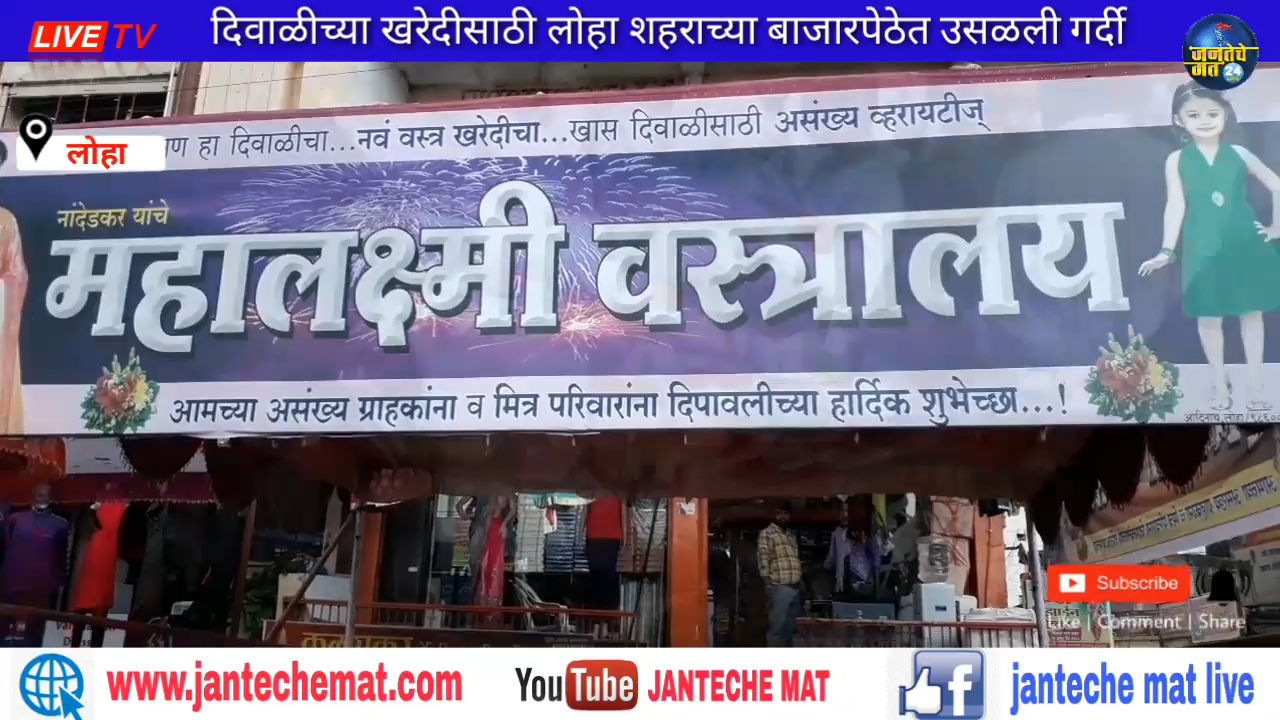 LIVE TV
दिवाळीच्या खरेदीसाठी लोहा शहराच्या बाजारपेठेत उसळली गर्दी
जनतेचे
मत 24
लोहा
हा दिवाळीचा...नवं वस्त्र खरेदीचा...खास दिवाळीसाठी असंख्य व्हरायटीज्
नांदेडकर यांचे
महालक्ष्मी वस्त्रालय
आमच्या असंख्य ग्राहकांना व मित्र परिवारांना दिपावलीच्या हार्दिक शुभेच्छा...!
आदिनाथ, लोहा
Subscribe
Like | Comment | Share
www.jantechemat.com
YouTube JANTECHE MAT
f janteche mat live